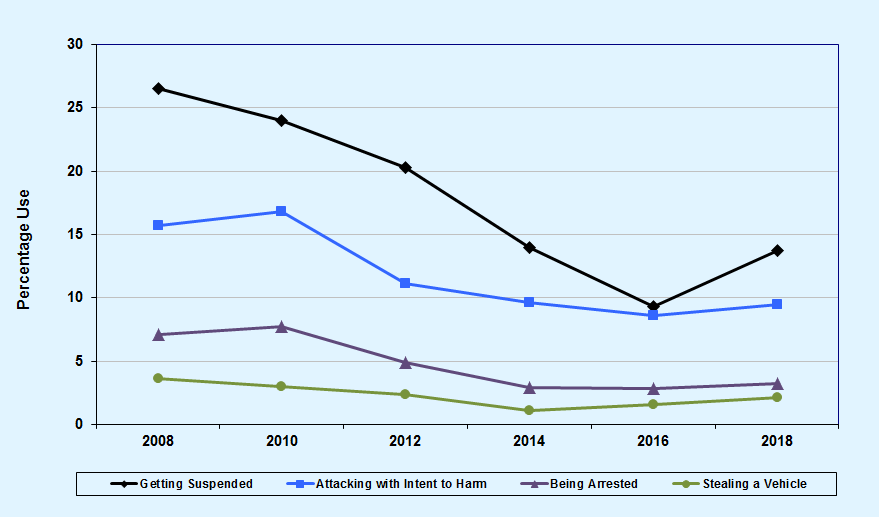 30
25
20
15
10
5
0
Percentage Use
2008 2010 2012 2014 2016 2018
Getting Suspended Attacking with Intent to Harm Being Arrested Stealing a Vehicle